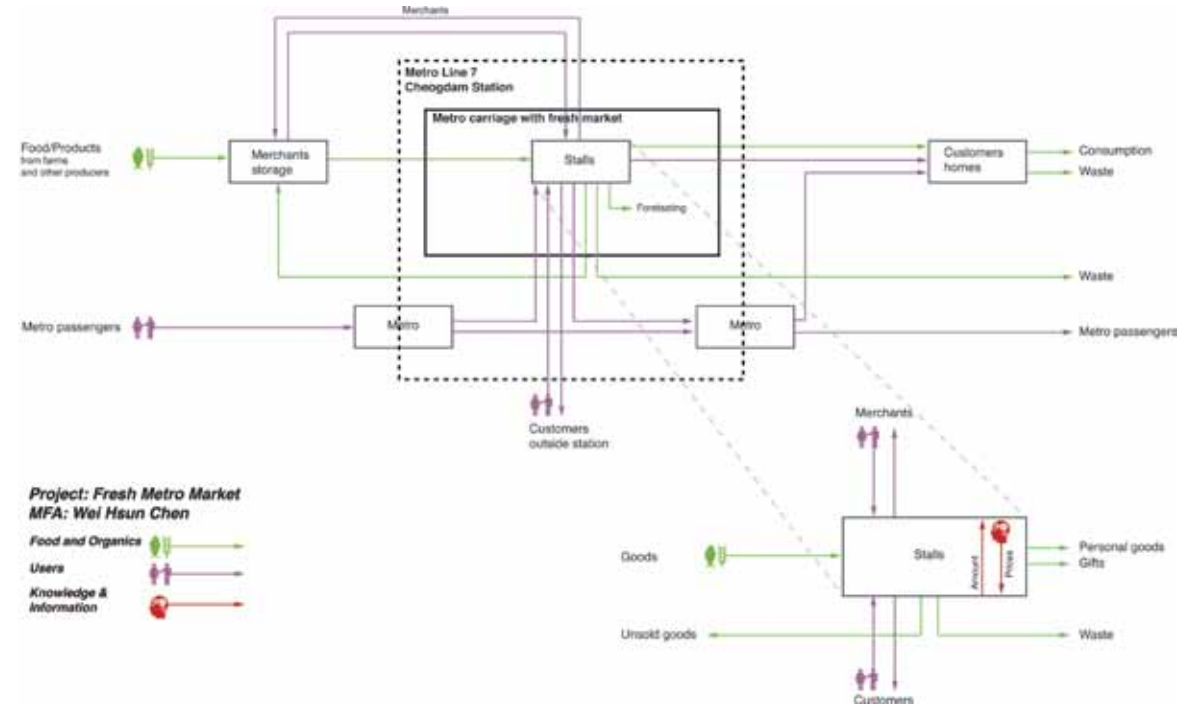 Merchants
Metro Line 7
Cheogdam Station
Metro carriage with fresh market
Food/Products
from farms
and other producers
Merchants
storage
Stalls
Customers
homes
Consumption
Waste
Foretsating
Waste
Metro passengers
Metro
Metro
Metro passengers
Customers
outside station
Merchants
Project: Fresh Metro Market
MFA: Wei Hsun Chen
Food and Organics
Users
Knowledge &
Information
Goods
Stalls
Amount
Prices
Personal goods
Gifts
Unsold goods
Waste
Customers